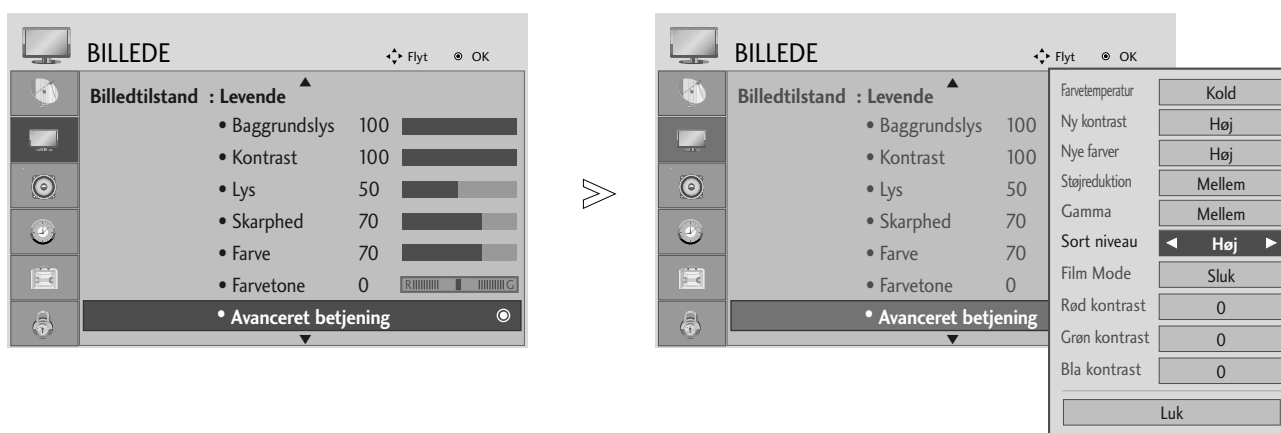 BILLEDE
Flyt OK
Billedtilstand : Levende
• Baggrundslys 100
• Kontrast 100
• Lys 50
• Skarphed 70
• Farve 70
• Farvetone 0 R G
• Avanceret betjening
BILLEDE
Flyt OK
Billedtilstand : Levende
• Baggrundslys 100
• Kontrast 100
• Lys 50
• Skarphed 70
• Farve 70
• Farvetone 0
• Avanceret betjening
Farvetemperatur Kold
Ny kontrast Høj
Nye farver Høj
Støjreduktion Mellem
Gamma Mellem
Sort niveau ◄ Høj ►
Film Mode Sluk
Rød kontrast 0
Grøn kontrast 0
Bla kontrast 0
Luk